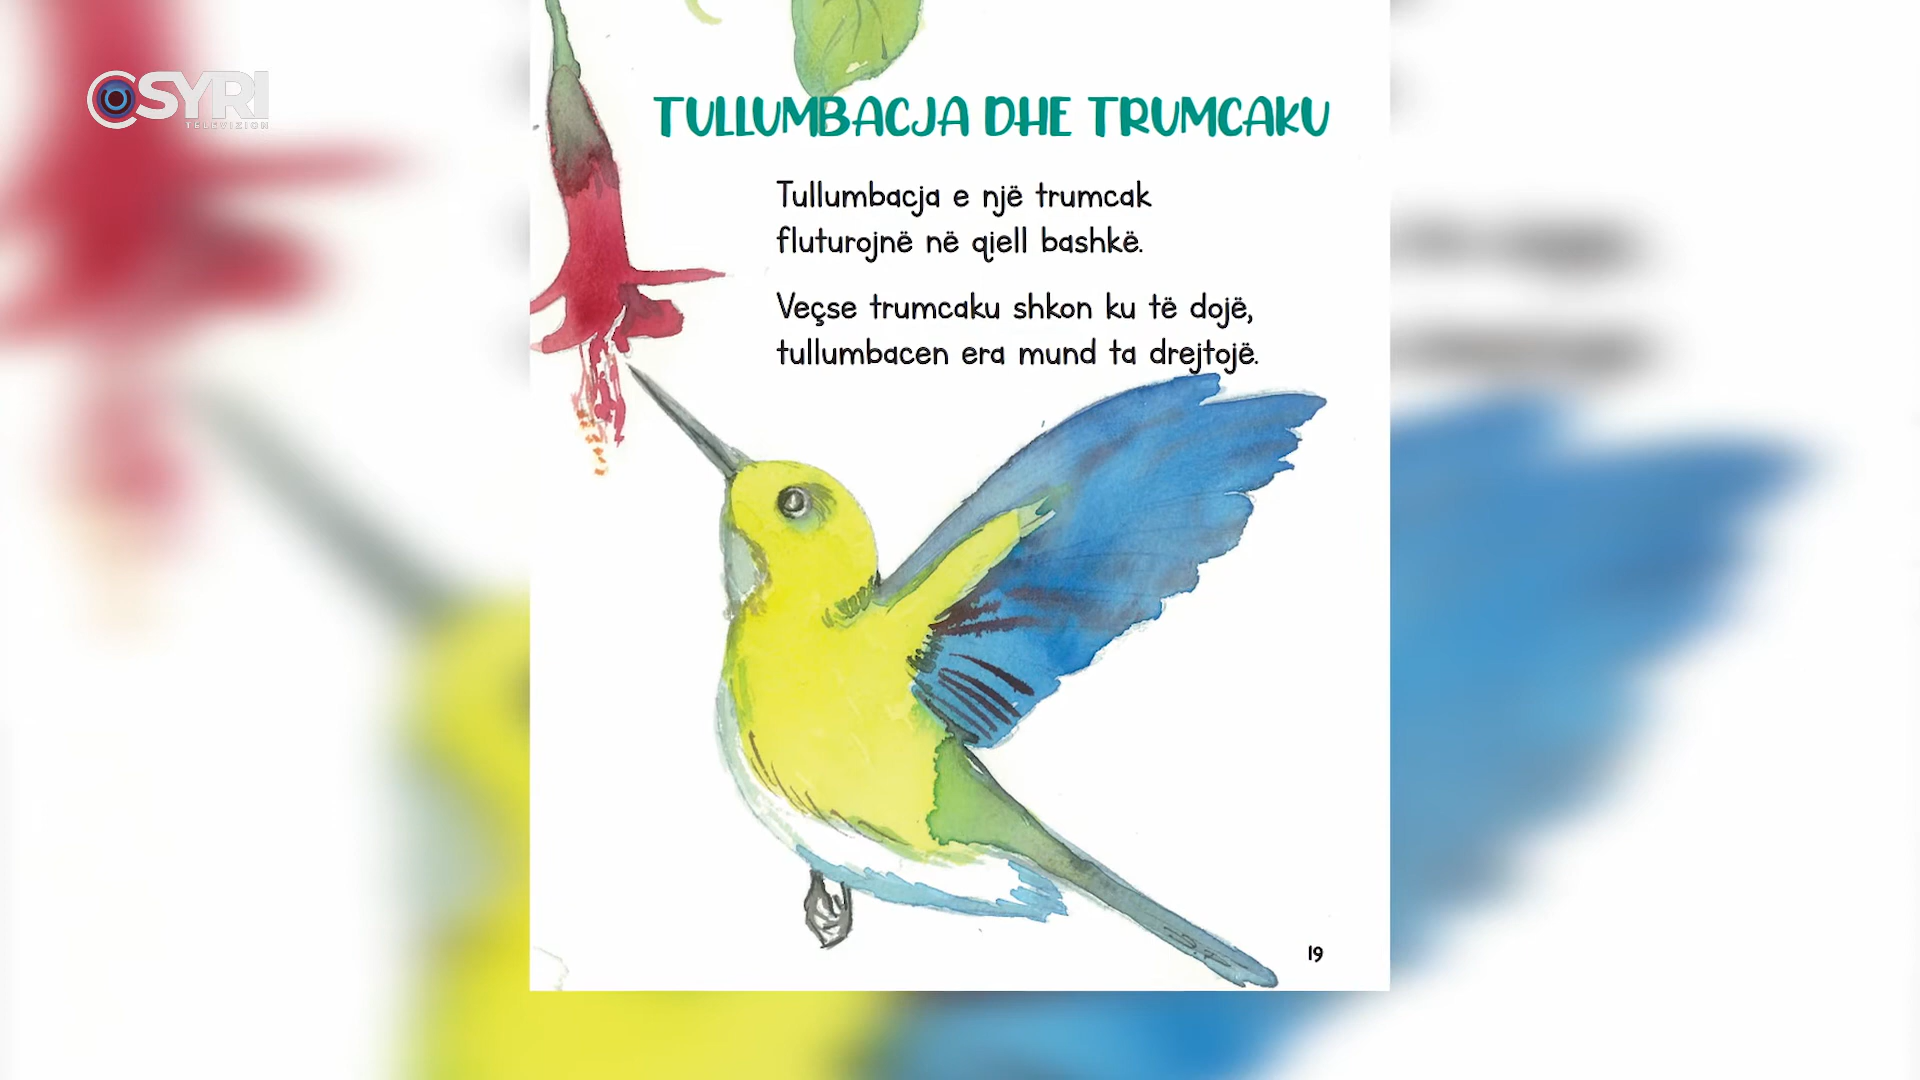 SYRI
TELEVIZION
TULLUMBACJA DHE TRUMCAKU
Tullumbacja e një trumcak
fluturojnë në qiell bashkë.
Veçse trumcaku shkon ku të dojë,
tullumbacen era mund ta drejtojë.
19